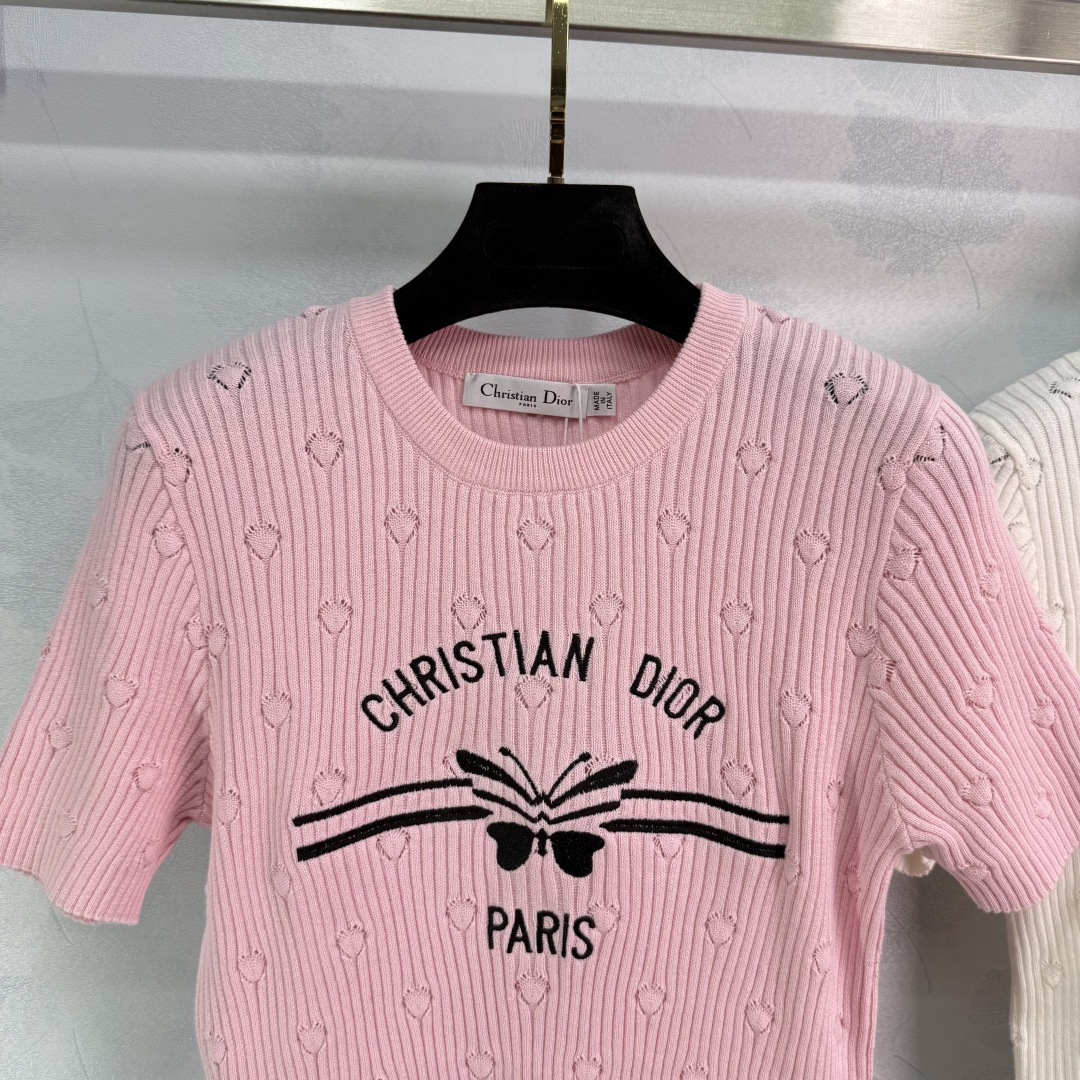 Christian Dior
PARIS
MADE
IN
ITALY
CHRISTIAN DIOR
PARIS